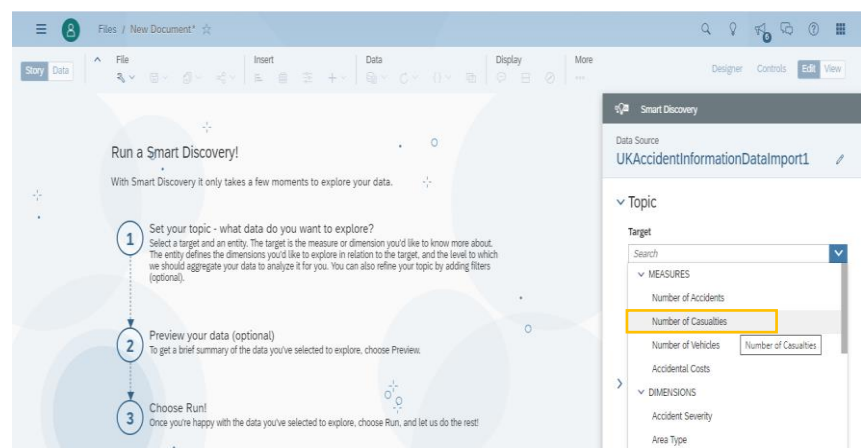 8 Files / New Document* 6
Story Data File Insert Data Display More Designer Controls Edit View
Smart Discovery
Data Source
UKAccidentInformationDataImport1
Run a Smart Discovery!
With Smart Discovery it only takes a few moments to explore your data.
1
Set your topic - what data do you want to explore?
Select a target and an entity. The target is the measure or dimension you'd like to know more about.
The entity defines the dimensions you'd like to explore in relation to the target, and the level to which
we should aggregate your data to analyze it for you. You can also refine your topic by adding filters
(optional).
2
Preview your data (optional)
To get a brief summary of the data you've selected to explore, choose Preview.
3
Choose Run!
Once you're happy with the data you've selected to explore, choose Run, and let us do the rest!
Topic
Target
Search
MEASURES
Number of Accidents
Number of Casualties
Number of Vehicles Number of Casualties
Accidental Costs
DIMENSIONS
Accident Severity
Area Type